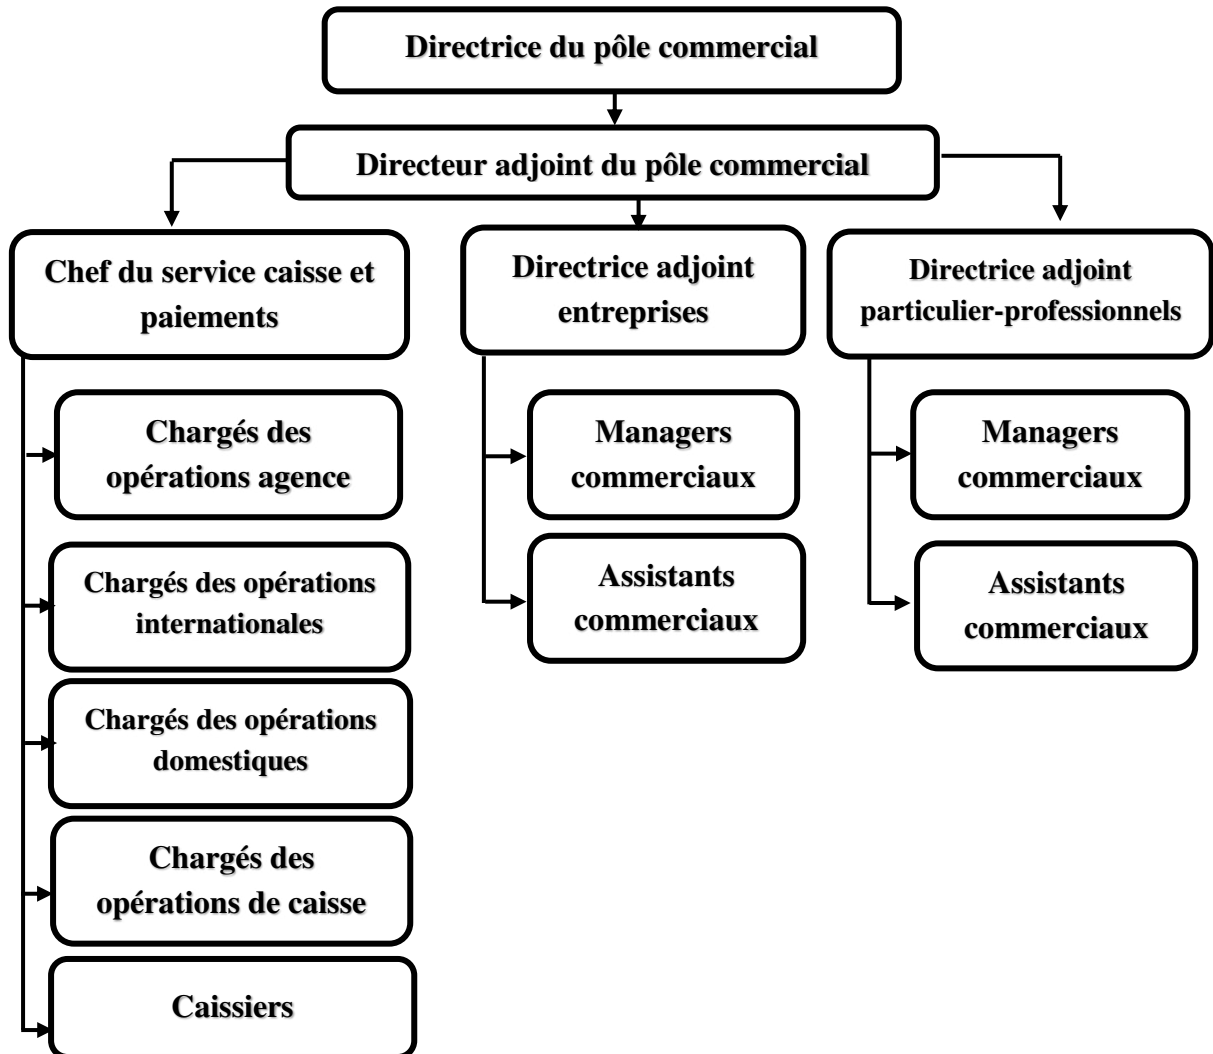 Directrice du pôle commercial
Directeur adjoint du pôle commercial
Chef du service caisse et
paiements
Directrice adjoint
entreprises
Directrice adjoint
particulier-professionnels
Chargés des
opérations agence
Chargés des opérations
internationales
Chargés des opérations
domestiques
Chargés des
opérations de caisse
Caissiers
Managers
commerciaux
Assistants
commerciaux
Managers
commerciaux
Assistants
commerciaux